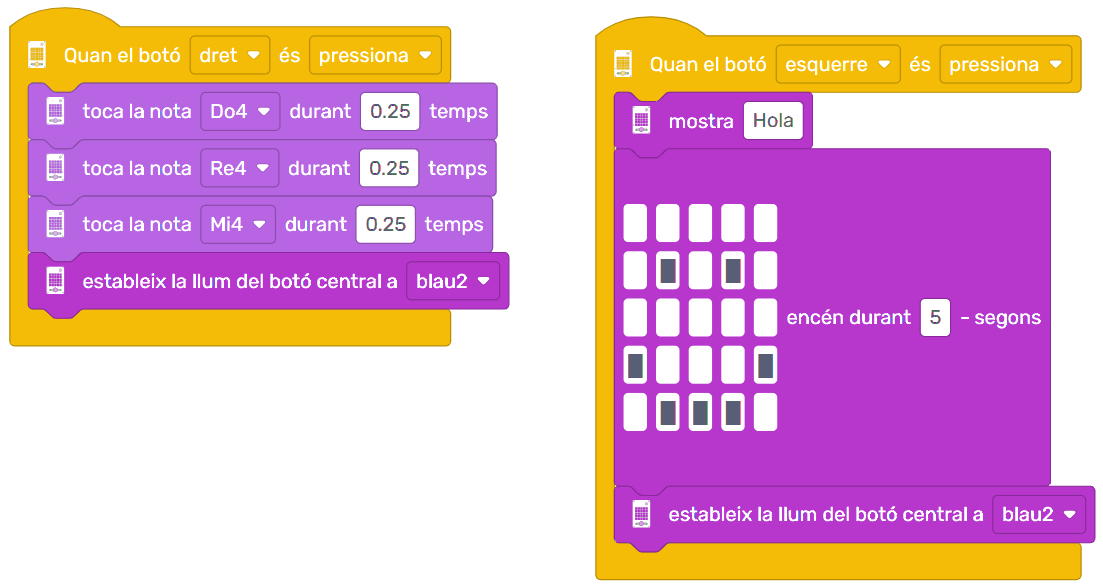 Quan el botó dret és pressiona
toca la nota Do4 durant 0.25 temps
toca la nota Re4 durant 0.25 temps
toca la nota Mi4 durant 0.25 temps
estableix la llum del botó central a blau2
Quan el botó esquerre és pressiona
mostra Hola
encén durant 5 - segons
estableix la llum del botó central a blau2